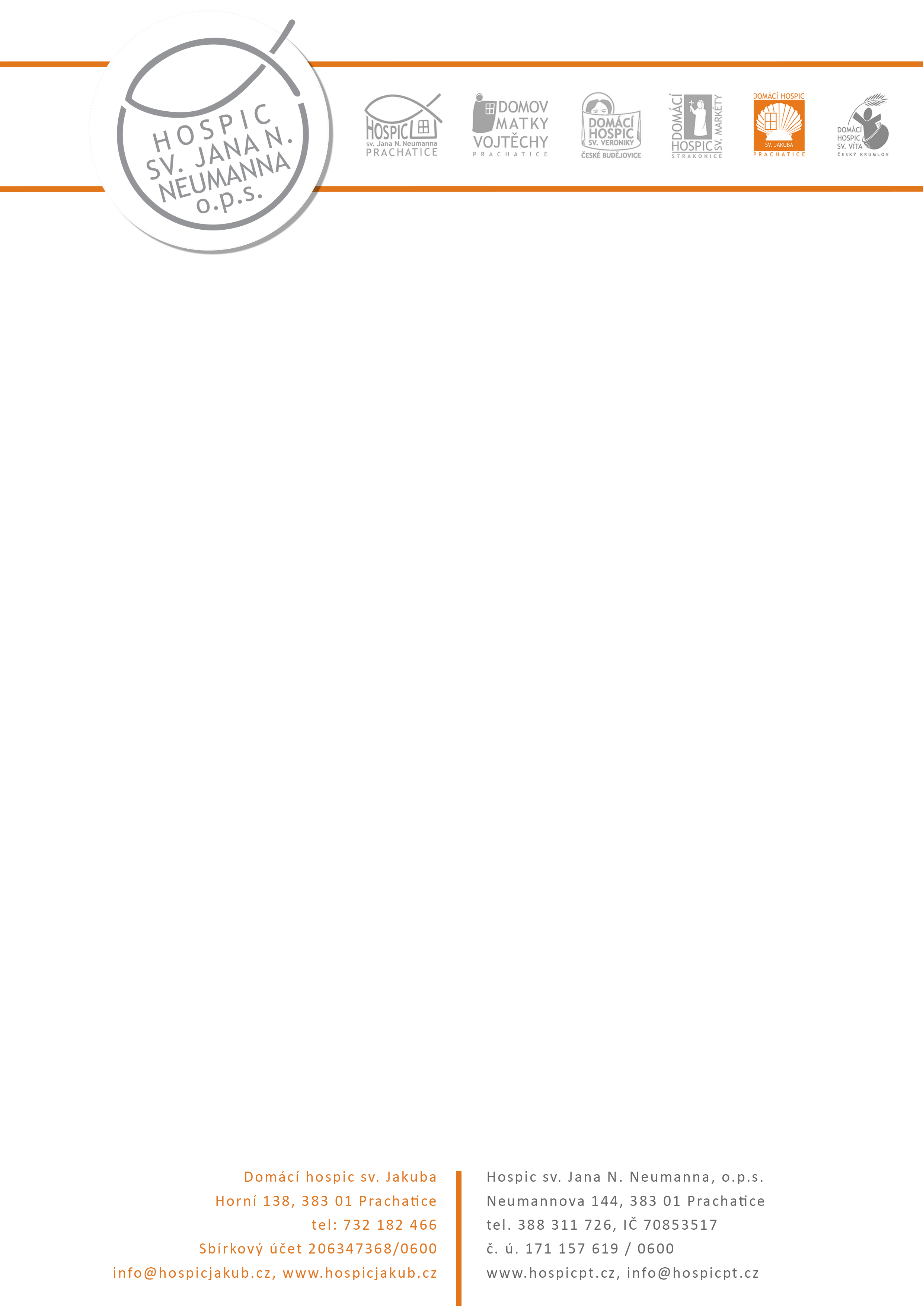 HOSPIC
SV. JANA N.
NEUMANNA
o.p.s.
HOSPIC
sv. Jana N. Neumanna
PRACHATICE
DOMOV
MATKY
VOJTĚCHY
PRACHATICE
DOMÁCÍ
HOSPIC
SV. VERONIKY
ČESKÉ BUDĚJOVICE
DOMÁCÍ
HOSPIC
SV. MARKÉTY
STRAKONICE
DOMÁCÍ HOSPIC
SV. JAKUBA
PRACHATICE
DOMÁCÍ
HOSPIC
SV. VÍTA
ČESKÝ KRUMLOV
Domácí hospic sv. Jakuba
Horní 138, 383 01 Prachatice
tel: 732 182 466
Sbírkový účet 206347368/0600
info@hospicjakub.cz, www.hospicjakub.cz
Hospic sv. Jana N. Neumanna, o.p.s.
Neumannova 144, 383 01 Prachatice
tel. 388 311 726, IČ 70853517
č. ú. 171 157 619 / 0600
www.hospicpt.cz, info@hospicpt.cz